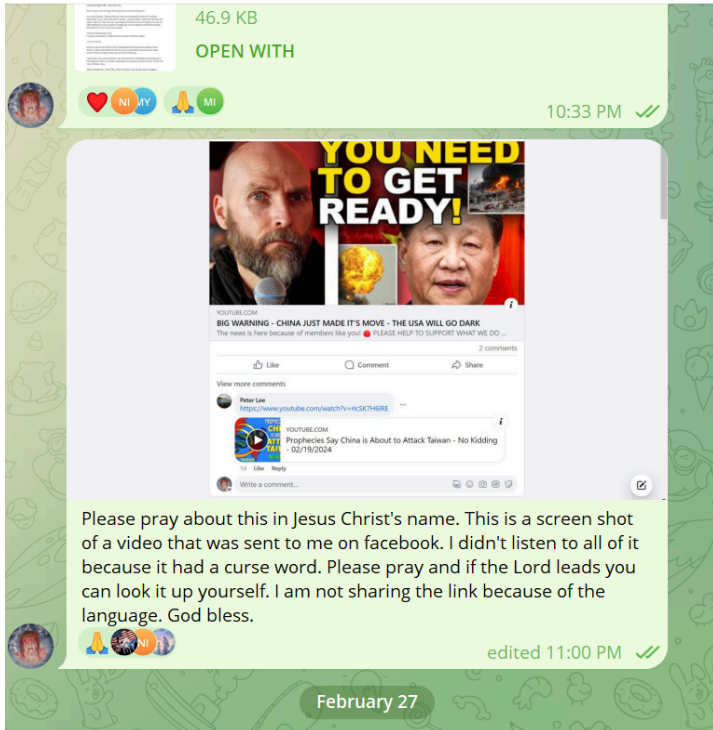 46.9 KB
OPEN WITH
NI
MY
MI
10:33 PM
YOU NEED
TO GET
READY!
YOUTUBE.COM
BIG WARNING - CHINA JUST MADE IT'S MOVE - THE USA WILL GO DARK
The news is here because of members like you! 🔴 PLEASE HELP TO SUPPORT WHAT WE DO ...
2 comments
Like Comment Share
View more comments
Peter Lee
https://www.youtube.com/watch?v=rlcSK7H6IRE
YOUTUBE.COM
Prophecies Say China is About to Attack Taiwan - No Kidding
- 02/19/2024
1d Like Reply
Write a comment...
Please pray about this in Jesus Christ's name. This is a screen shot
of a video that was sent to me on facebook. I didn't listen to all of it
because it had a curse word. Please pray and if the Lord leads you
can look it up yourself. I am not sharing the link because of the
language. God bless.
NI
edited 11:00 PM
February 27